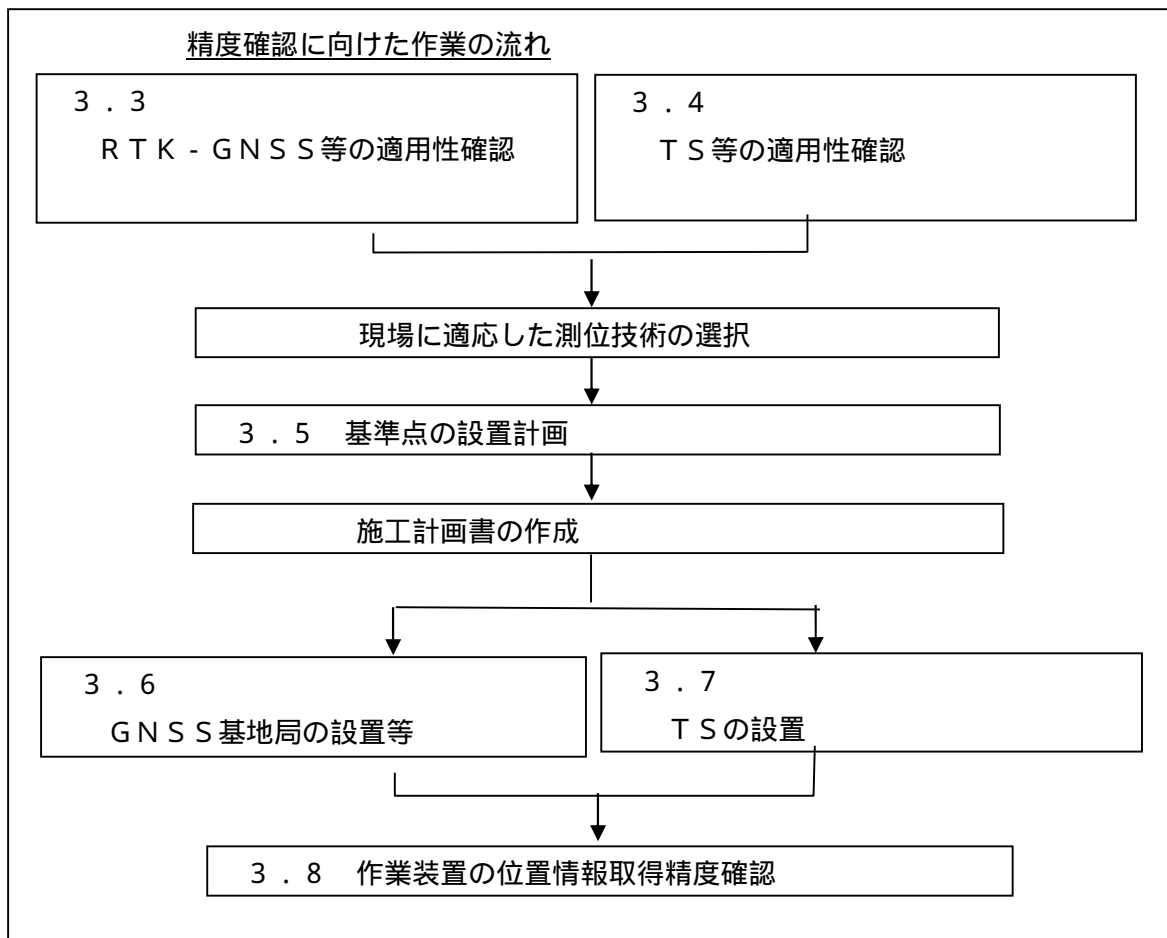 精度確認に向けた作業の流れ
３．３
ＲＴＫ‐ＧＮＳＳ等の適用性確認
３．４
ＴＳ等の適用性確認
現場に適応した測位技術の選択
３．５　基準点の設置計画
施工計画書の作成
３．６
ＧＮＳＳ基地局の設置等
３．７
ＴＳの設置
３．８　作業装置の位置情報取得精度確認